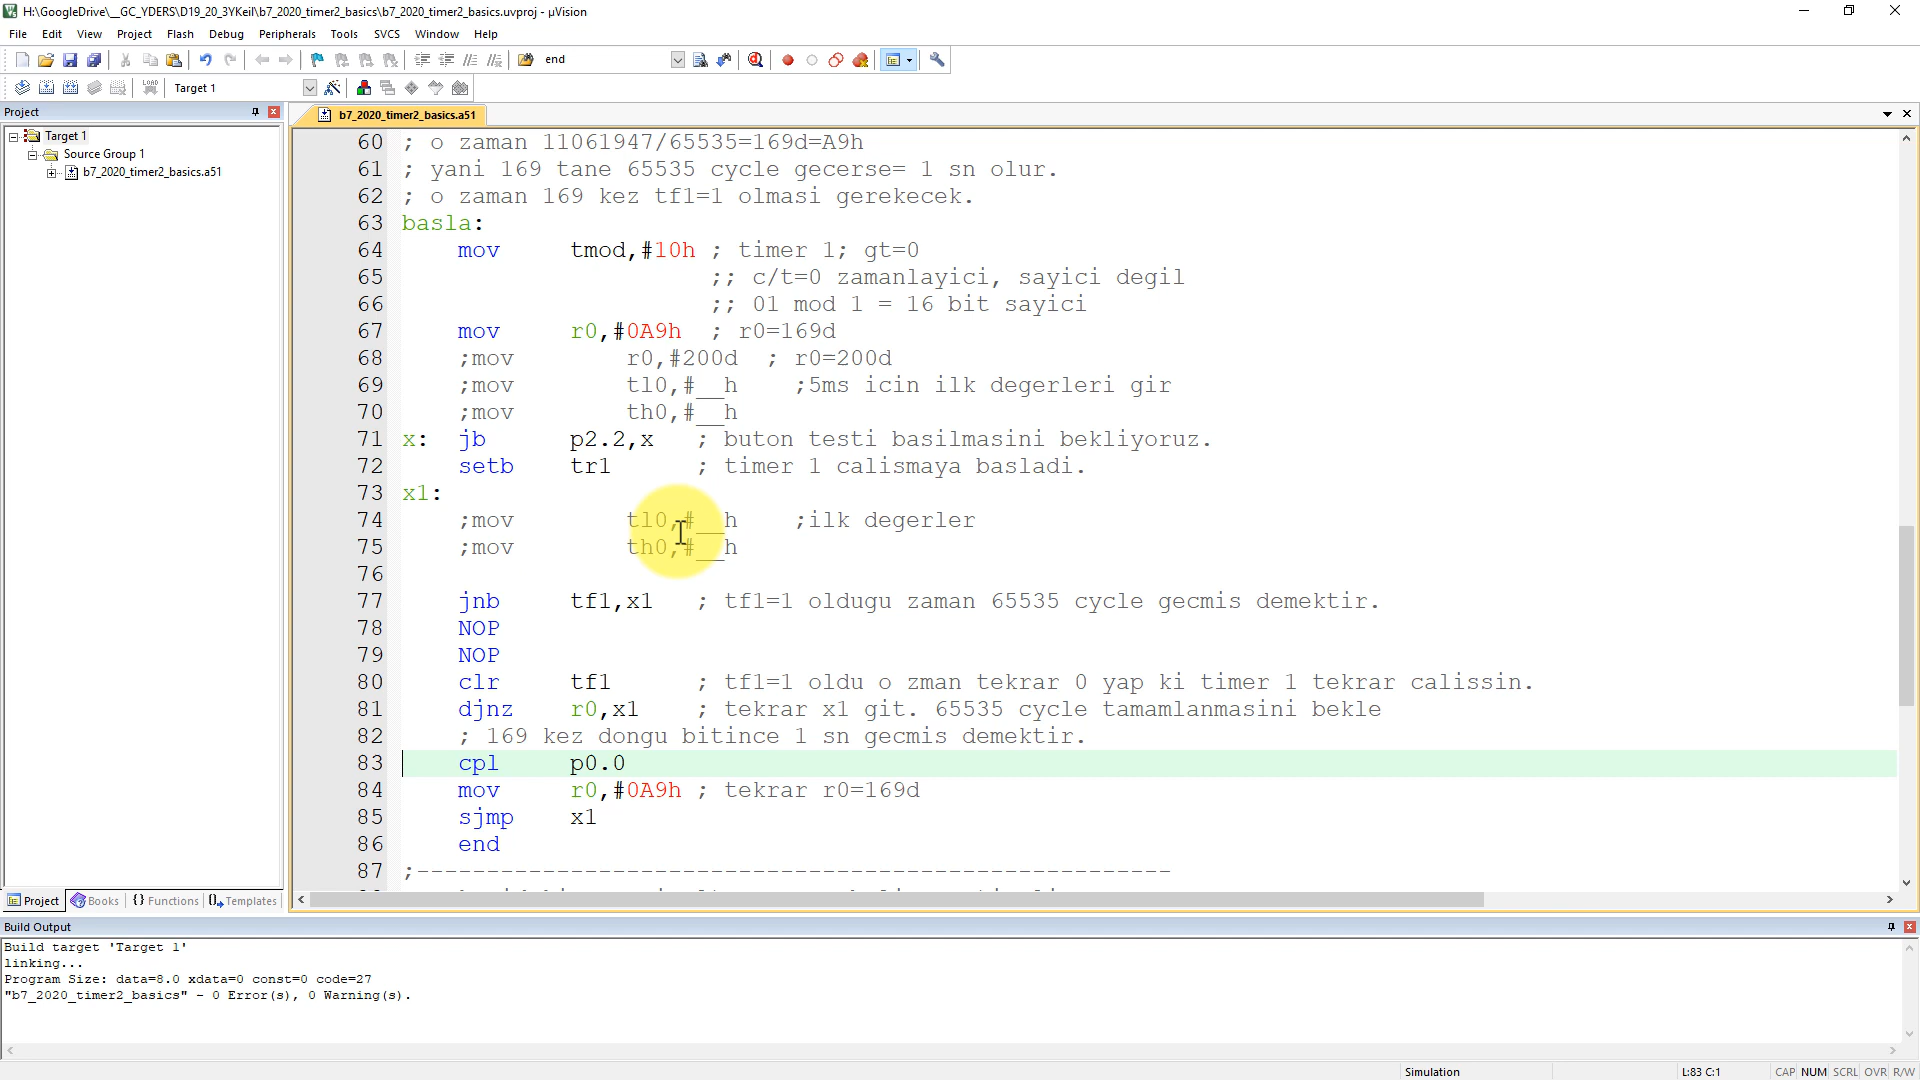 H:\GoogleDrive\__GC_YDERS\D19_20_3YKeil\b7_2020_timer2_basics\b7_2020_timer2_basics.uvproj - µVision
File Edit View Project Flash Debug Peripherals Tools SVCS Window Help
end
LOAD Target 1
Project
b7_2020_timer2_basics.a51
Target 1
Source Group 1
b7_2020_timer2_basics.a51
60 ; o zaman 11061947/65535=169d=A9h
61 ; yani 169 tane 65535 cycle gecerse= 1 sn olur.
62 ; o zaman 169 kez tf1=1 olmasi gerekecek.
63 basla:
64 mov tmod,#10h ; timer 1; gt=0
65 ;; c/t=0 zamanlayici, sayici degil
66 ;; 01 mod 1 = 16 bit sayici
67 mov r0,#0A9h ; r0=169d
68 ;mov r0,#200d ; r0=200d
69 ;mov tl0,#__h ;5ms icin ilk degerleri gir
70 ;mov th0,#__h
71 x: jb p2.2,x ; buton testi basilmasini bekliyoruz.
72 setb tr1 ; timer 1 calismaya basladi.
73 x1:
74 ;mov tl0,#__h ;ilk degerler
75 ;mov th0,#__h
76
77 jnb tf1,x1 ; tf1=1 oldugu zaman 65535 cycle gecmis demektir.
78 NOP
79 NOP
80 clr tf1 ; tf1=1 oldu o zman tekrar 0 yap ki timer 1 tekrar calissin.
81 djnz r0,x1 ; tekrar x1 git. 65535 cycle tamamlanmasini bekle
82 ; 169 kez dongu bitince 1 sn gecmis demektir.
83 cpl p0.0
84 mov r0,#0A9h ; tekrar r0=169d
85 sjmp x1
86 end
87 ;------------------------------------------------------
Project Books {} Functions Templates
Build Output
Build target 'Target 1'
linking...
Program Size: data=8.0 xdata=0 const=0 code=27
"b7_2020_timer2_basics" - 0 Error(s), 0 Warning(s).
Simulation L:83 C:1 CAP NUM SCRL OVR R/W